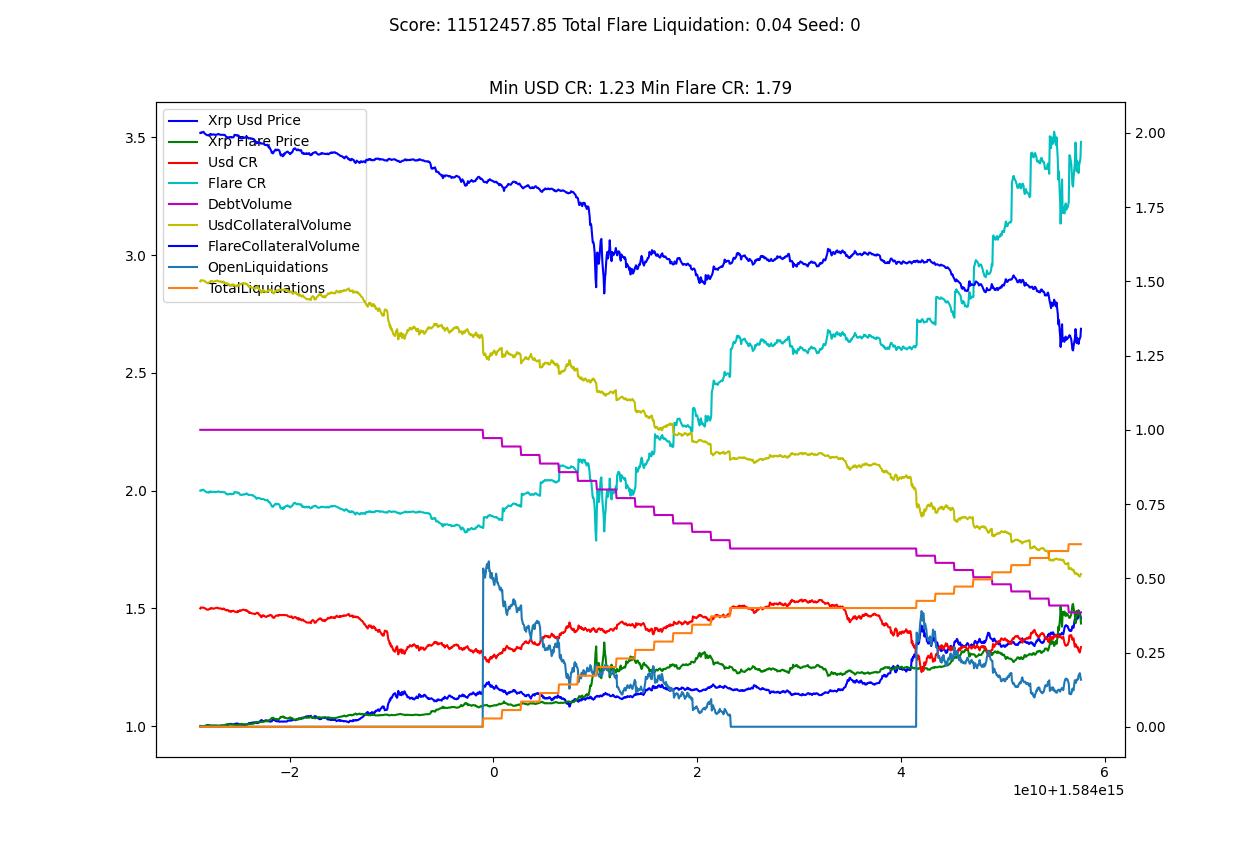 Score: 11512457.85 Total Flare Liquidation: 0.04 Seed: 0
Min USD CR: 1.23 Min Flare CR: 1.79
Xrp Usd Price
Xrp Flare Price
Usd CR
Flare CR
DebtVolume
UsdCollateralVolume
FlareCollateralVolume
OpenLiquidations
TotalLiquidations
3.5
3.0
2.5
2.0
1.5
1.0
2.00
1.75
1.50
1.25
1.00
0.75
0.50
0.25
0.00
−2
0
2
4
6
1e10+1.584e15